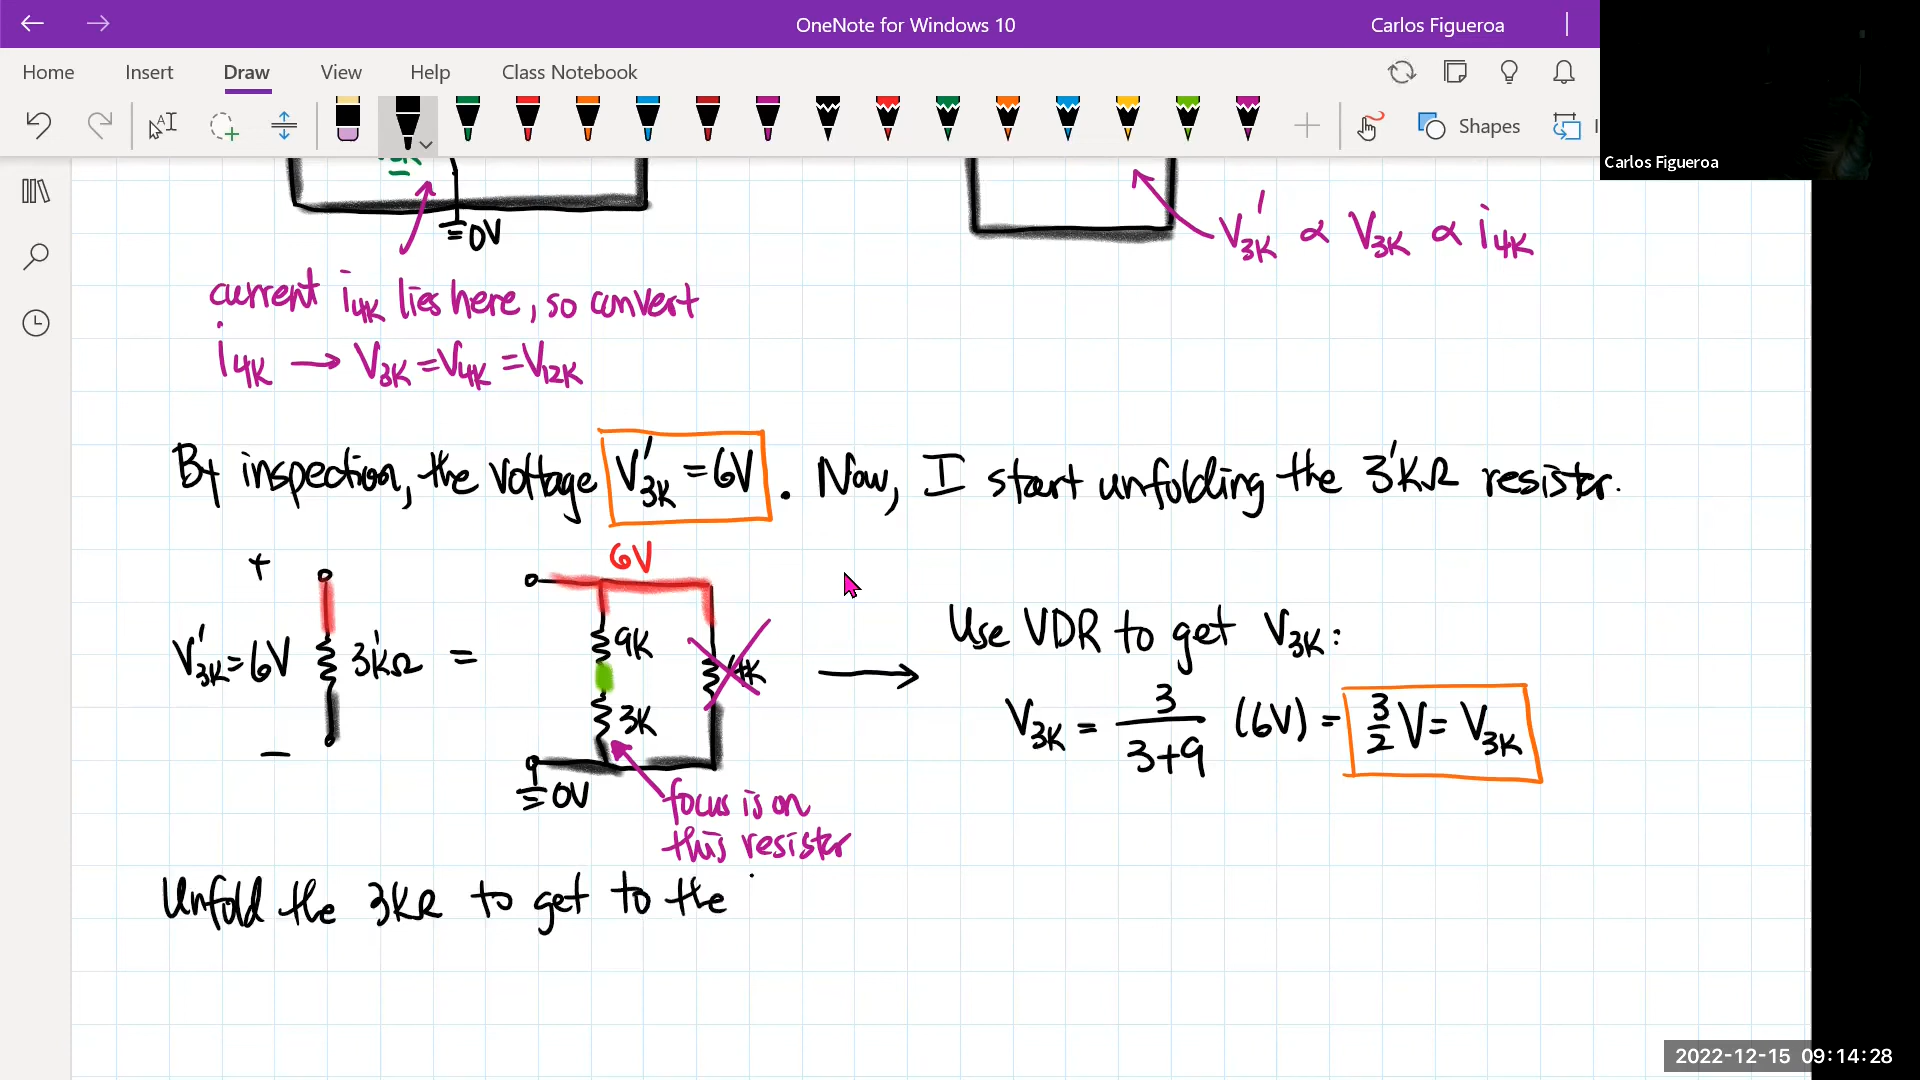 OneNote for Windows 10
Carlos Figueroa
Home Insert Draw View Help Class Notebook
Shapes
Carlos Figueroa
0V
V'3K ∝ V3K ∝ i4K
current i4K lies here, so convert
i4K → V3K = V4K = V12K
By inspection, the voltage V'3K = 6V . Now, I start unfolding the 3'KΩ resistor.
6V
+
Use VDR to get V3K:
9K
V'3K = 6V 3'KΩ = 4K →
3K
V3K = 3/(3+9) (6V) = 3/2 V = V3K
−
0V
focus is on
this resistor
Unfold the 3KΩ to get to the
2022-12-15 09:14:28